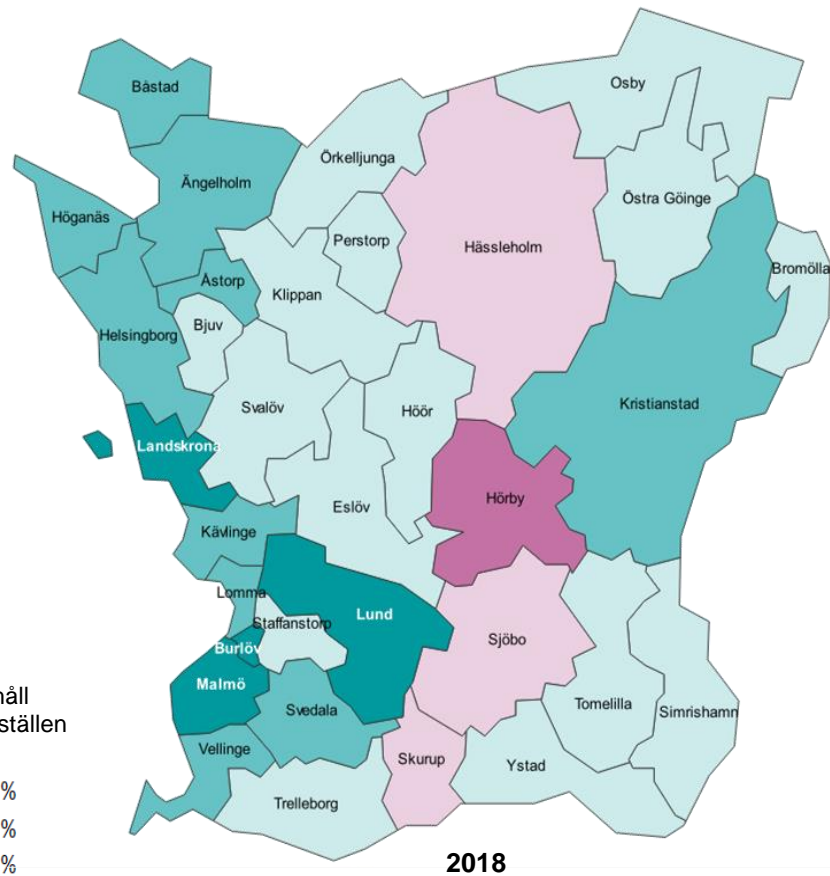 Båstad
Osby
Örkelljunga
Ängelholm
Östra Göinge
Höganäs
Perstorp
Hässleholm
Bromölla
Åstorp
Klippan
Bjuv
Helsingborg
Svalöv
Höör
Kristianstad
Landskrona
Hörby
Eslöv
Kävlinge
Lomma
Lund
Staffanstorp
Sjöbo
Burlöv
Malmö
Svedala
Tomelilla
Simrishamn
Vellinge
Skurup
Ystad
Trelleborg
ställen
%
%
%
2018